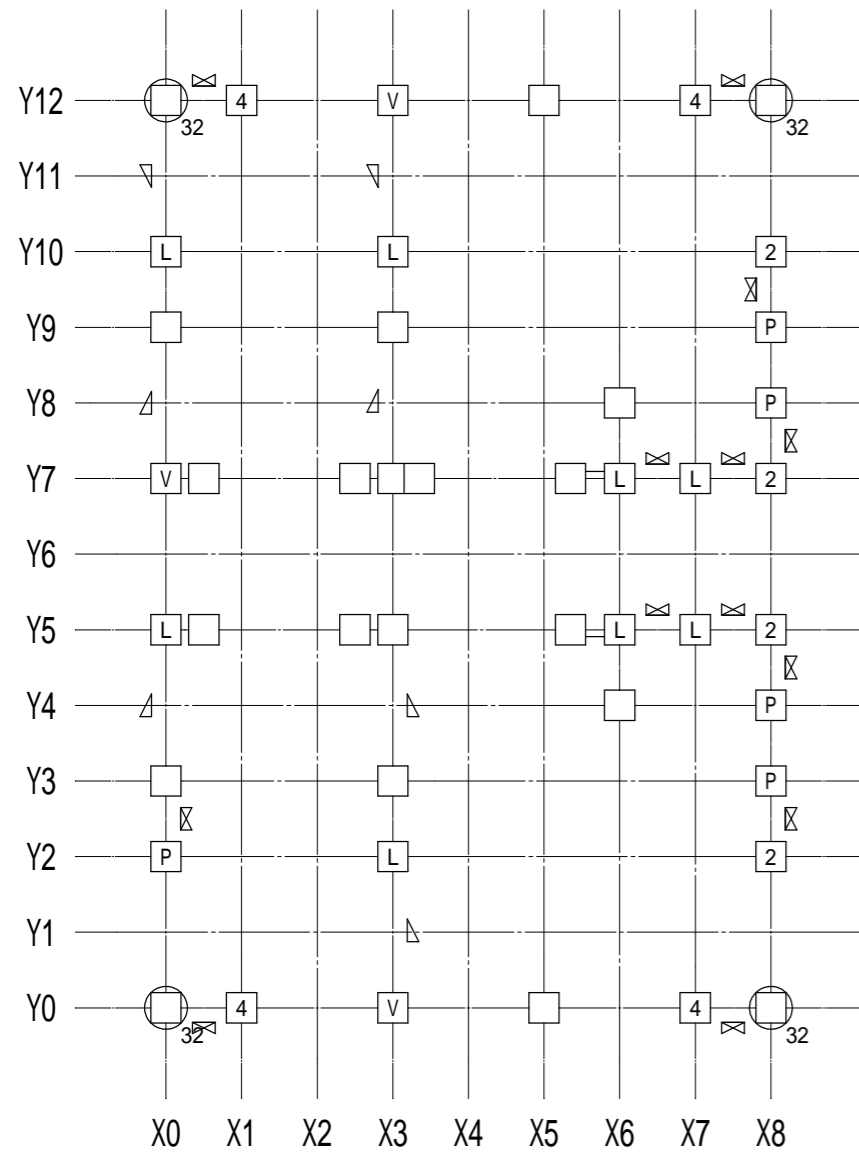 Y12 4 V 4
32 32
Y11
Y10 L L 2
Y9 P
Y8 P
Y7 V L L 2
Y6
Y5 L L L 2
Y4 P
Y3 P
Y2 P L 2
Y1
Y0 4 V 4
32 32
X0 X1 X2 X3 X4 X5 X6 X7 X8